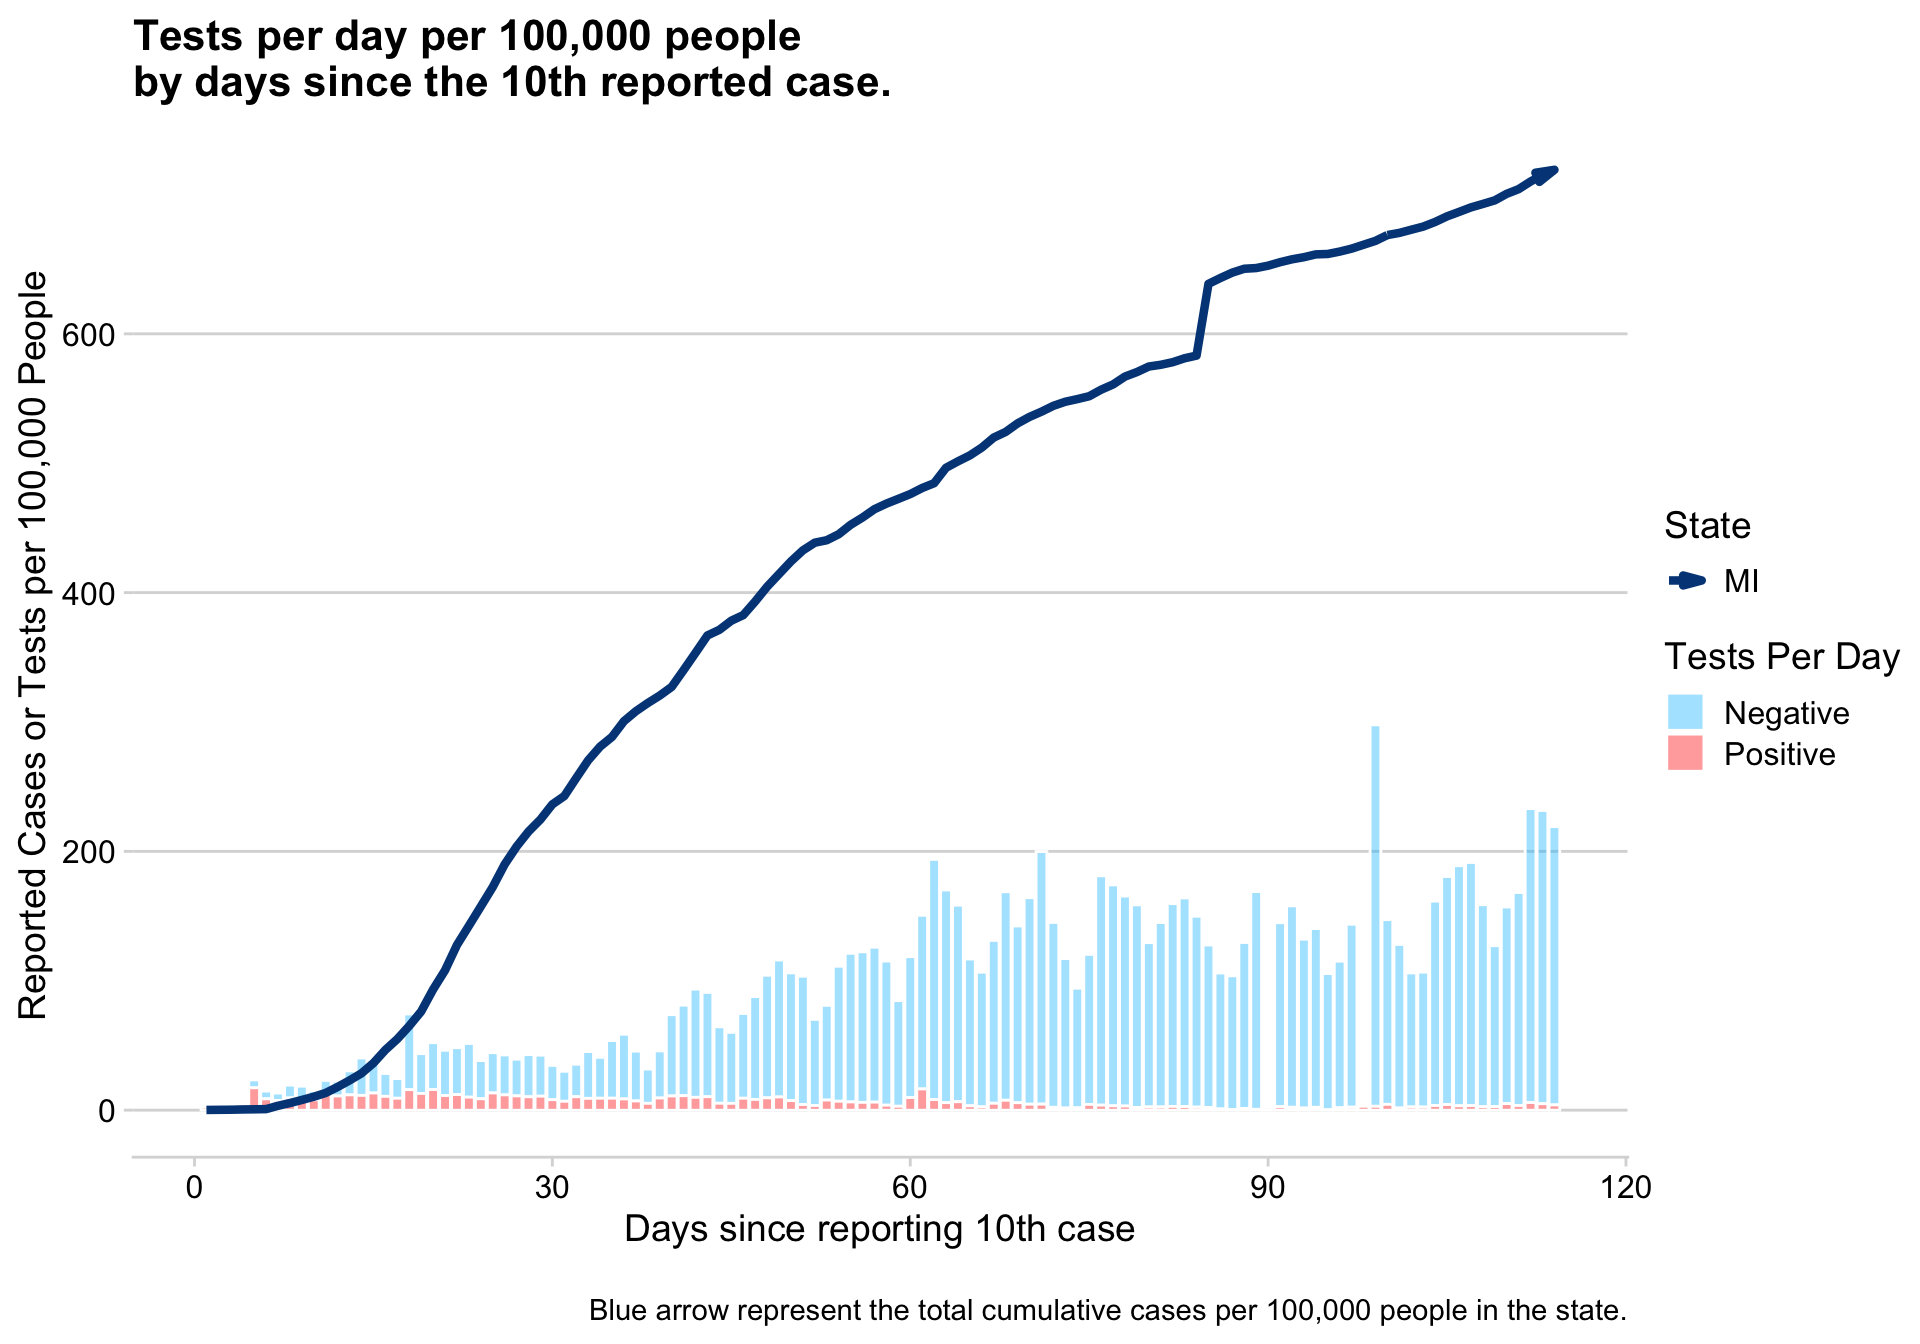 Tests per day per 100,000 people
by days since the 10th reported case.
Reported Cases or Tests per 100,000 People
600
400
200
0
0
30
60
90
120
Days since reporting 10th case
State
MI
Tests Per Day
Negative
Positive
Blue arrow represent the total cumulative cases per 100,000 people in the state.